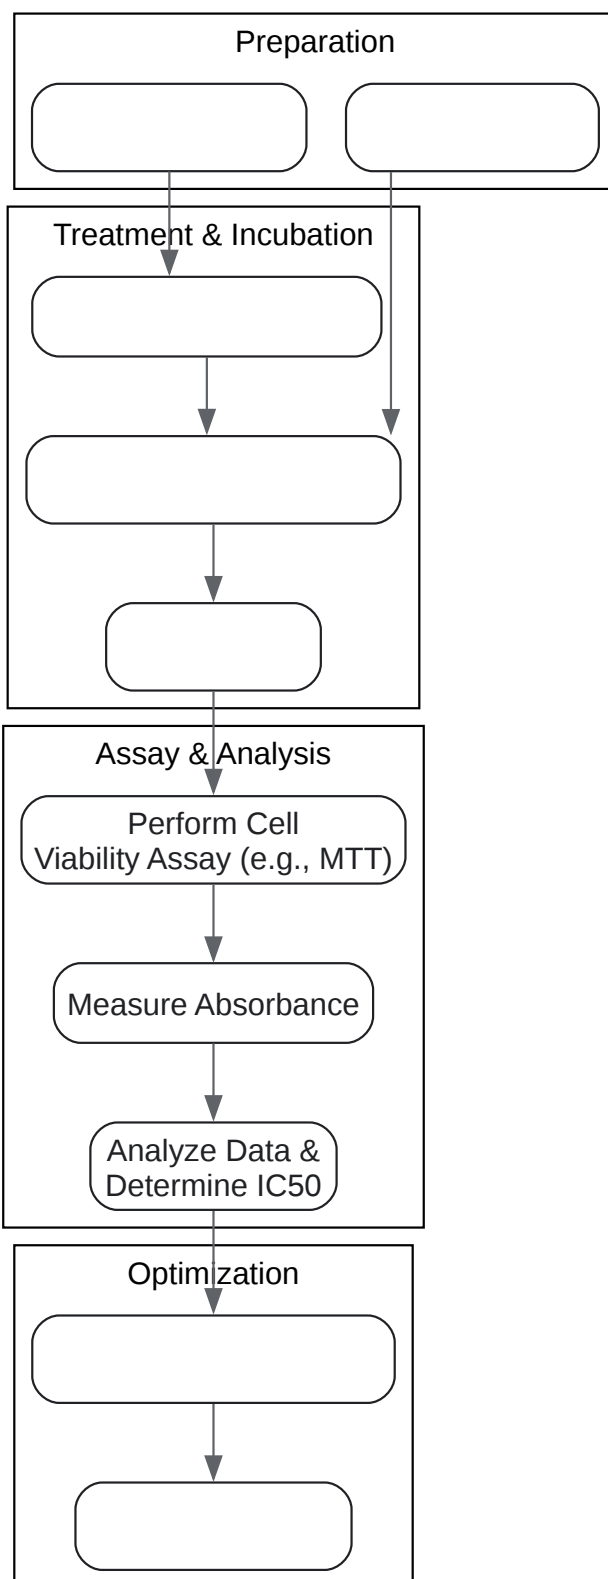 Preparation
Treatment & Incubation
Assay & Analysis
Perform Cell
Viability Assay (e.g., MTT)
Measure Absorbance
Analyze Data &
Determine IC50
Optimization